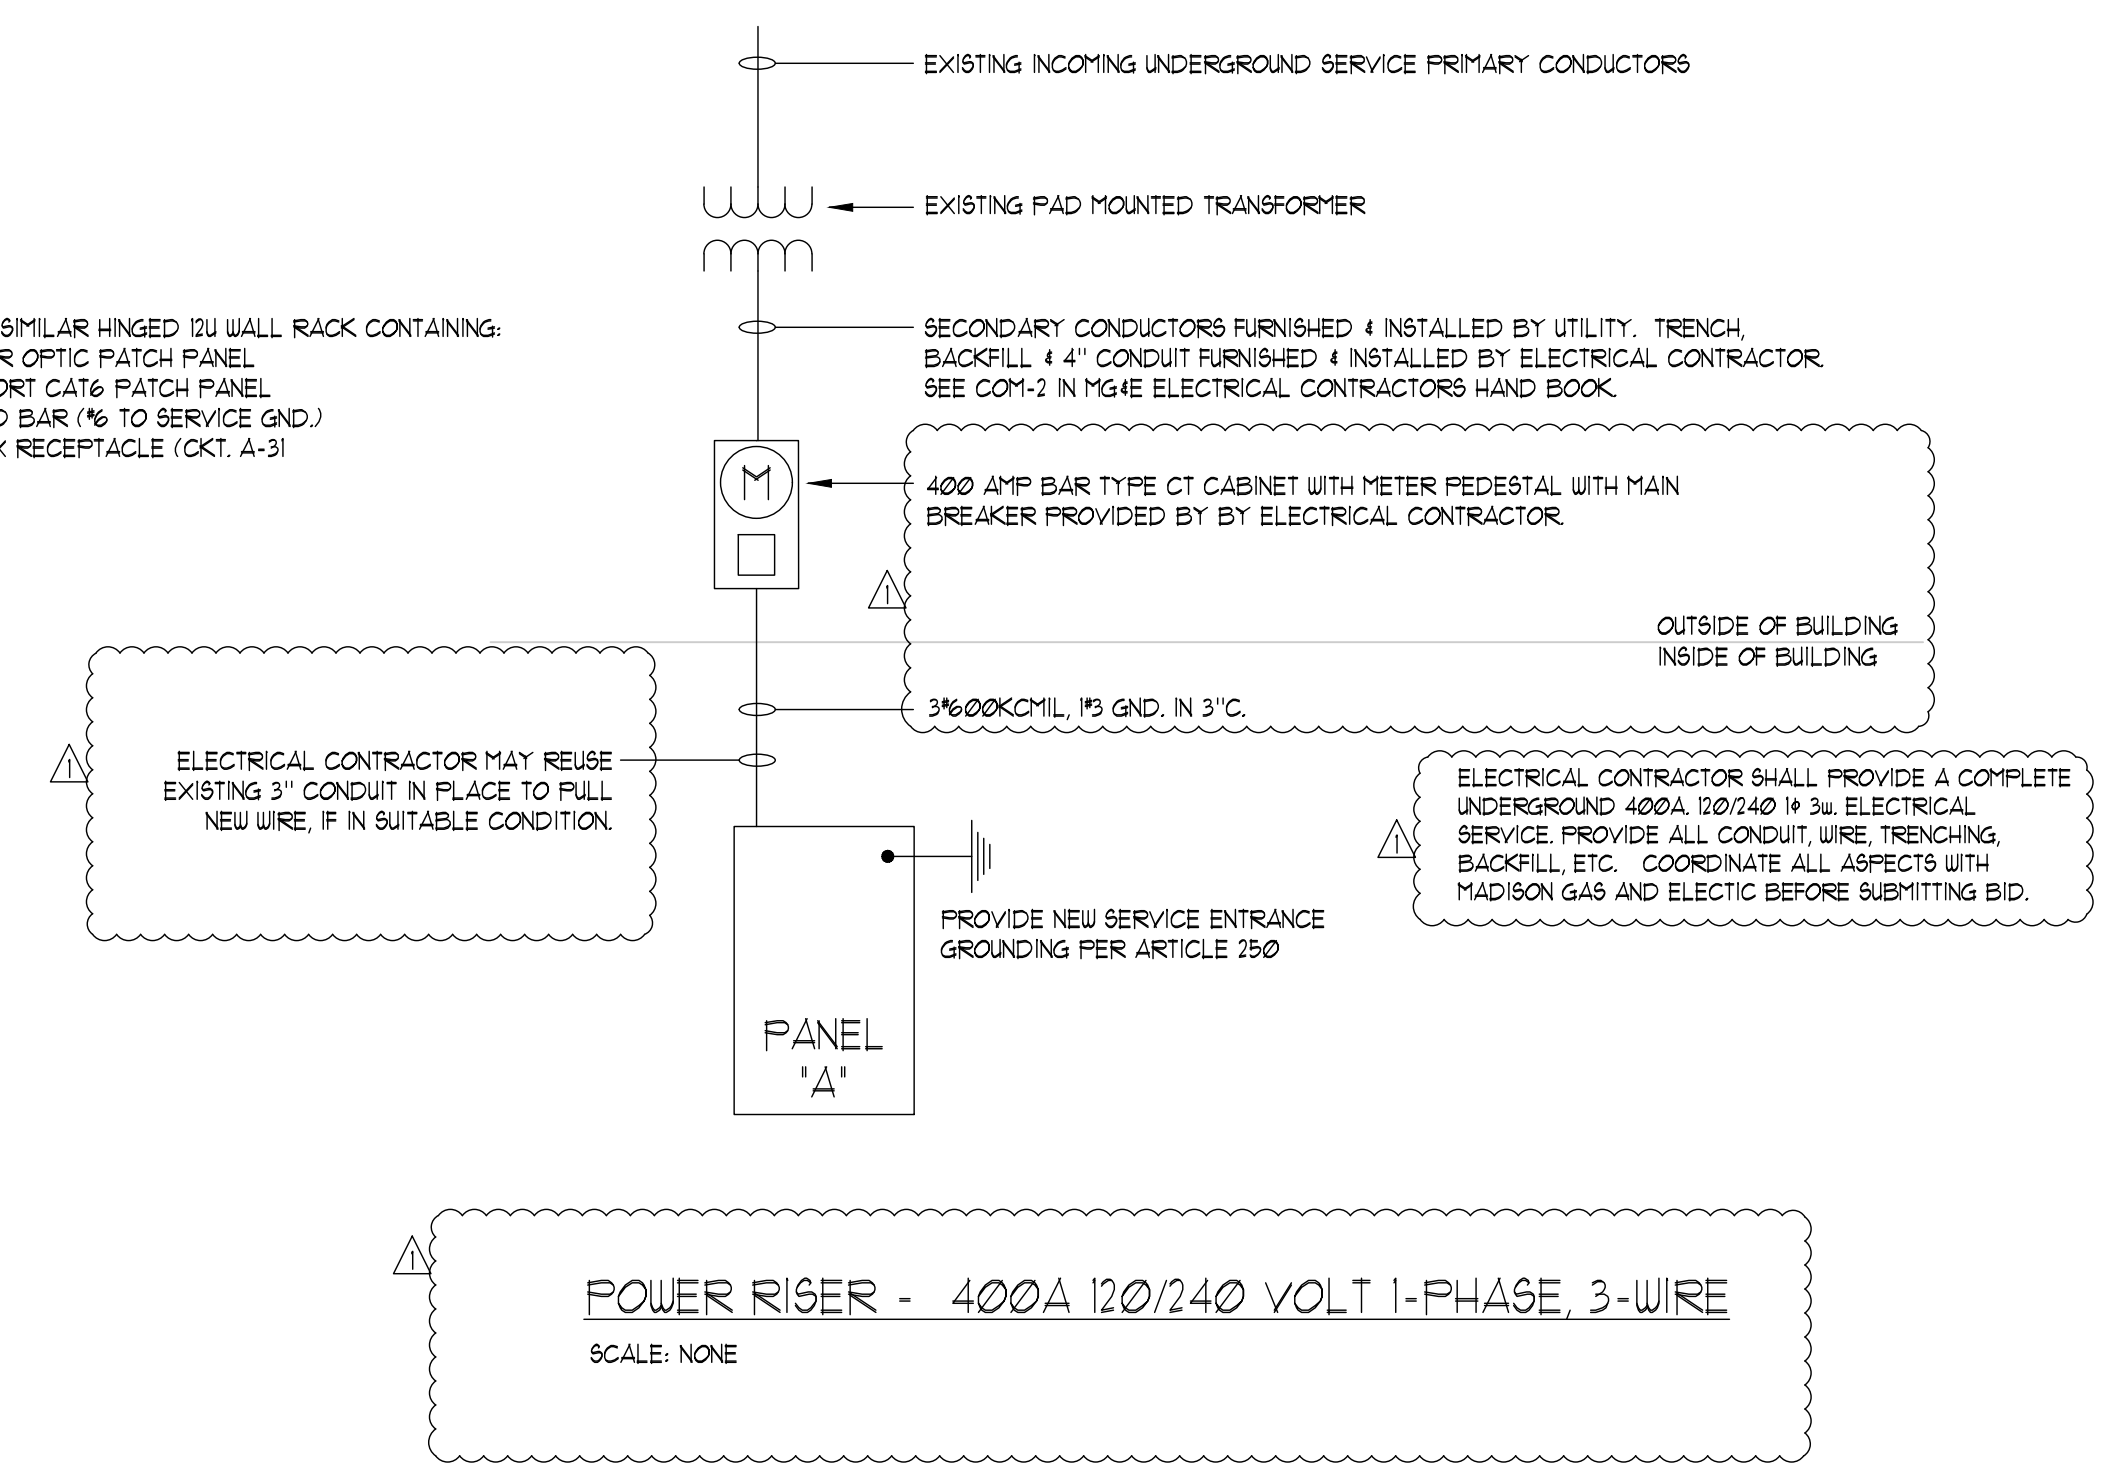 EXISTING INCOMING UNDERGROUND SERVICE PRIMARY CONDUCTORS
EXISTING PAD MOUNTED TRANSFORMER
SIMILAR HINGED 12U WALL RACK CONTAINING:
R OPTIC PATCH PANEL
ORT CAT6 PATCH PANEL
D BAR (#6 TO SERVICE GND.)
X RECEPTACLE (CKT. A-31
SECONDARY CONDUCTORS FURNISHED & INSTALLED BY UTILITY. TRENCH,
BACKFILL & 4" CONDUIT FURNISHED & INSTALLED BY ELECTRICAL CONTRACTOR.
SEE COM-2 IN MG&E ELECTRICAL CONTRACTORS HAND BOOK.
M
400 AMP BAR TYPE CT CABINET WITH METER PEDESTAL WITH MAIN
BREAKER PROVIDED BY BY ELECTRICAL CONTRACTOR.
1
OUTSIDE OF BUILDING
INSIDE OF BUILDING
3#600KCMIL, 1#3 GND. IN 3"C.
1
ELECTRICAL CONTRACTOR MAY REUSE
EXISTING 3" CONDUIT IN PLACE TO PULL
NEW WIRE, IF IN SUITABLE CONDITION.
1
ELECTRICAL CONTRACTOR SHALL PROVIDE A COMPLETE
UNDERGROUND 400A. 120/240 1ϕ 3w. ELECTRICAL
SERVICE. PROVIDE ALL CONDUIT, WIRE, TRENCHING,
BACKFILL, ETC. COORDINATE ALL ASPECTS WITH
MADISON GAS AND ELECTIC BEFORE SUBMITTING BID.
PROVIDE NEW SERVICE ENTRANCE
GROUNDING PER ARTICLE 250
PANEL
"A"
1
POWER RISER - 400A 120/240 VOLT 1-PHASE, 3-WIRE
SCALE: NONE